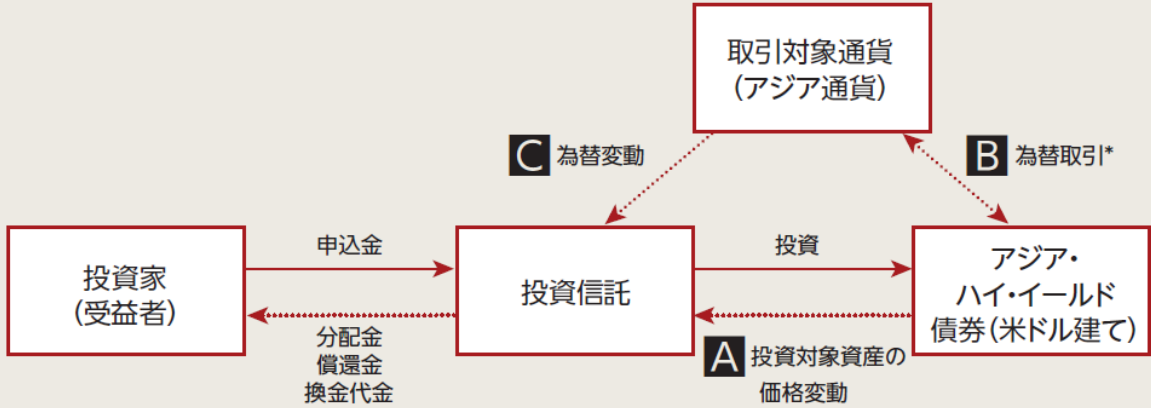 取引対象通貨
(アジア通貨)
C 為替変動
B 為替取引*
投資家
(受益者)
申込金
分配金
償還金
換金代金
投資信託
投資
A 投資対象資産の
価格変動
アジア・
ハイ・イールド
債券(米ドル建て)